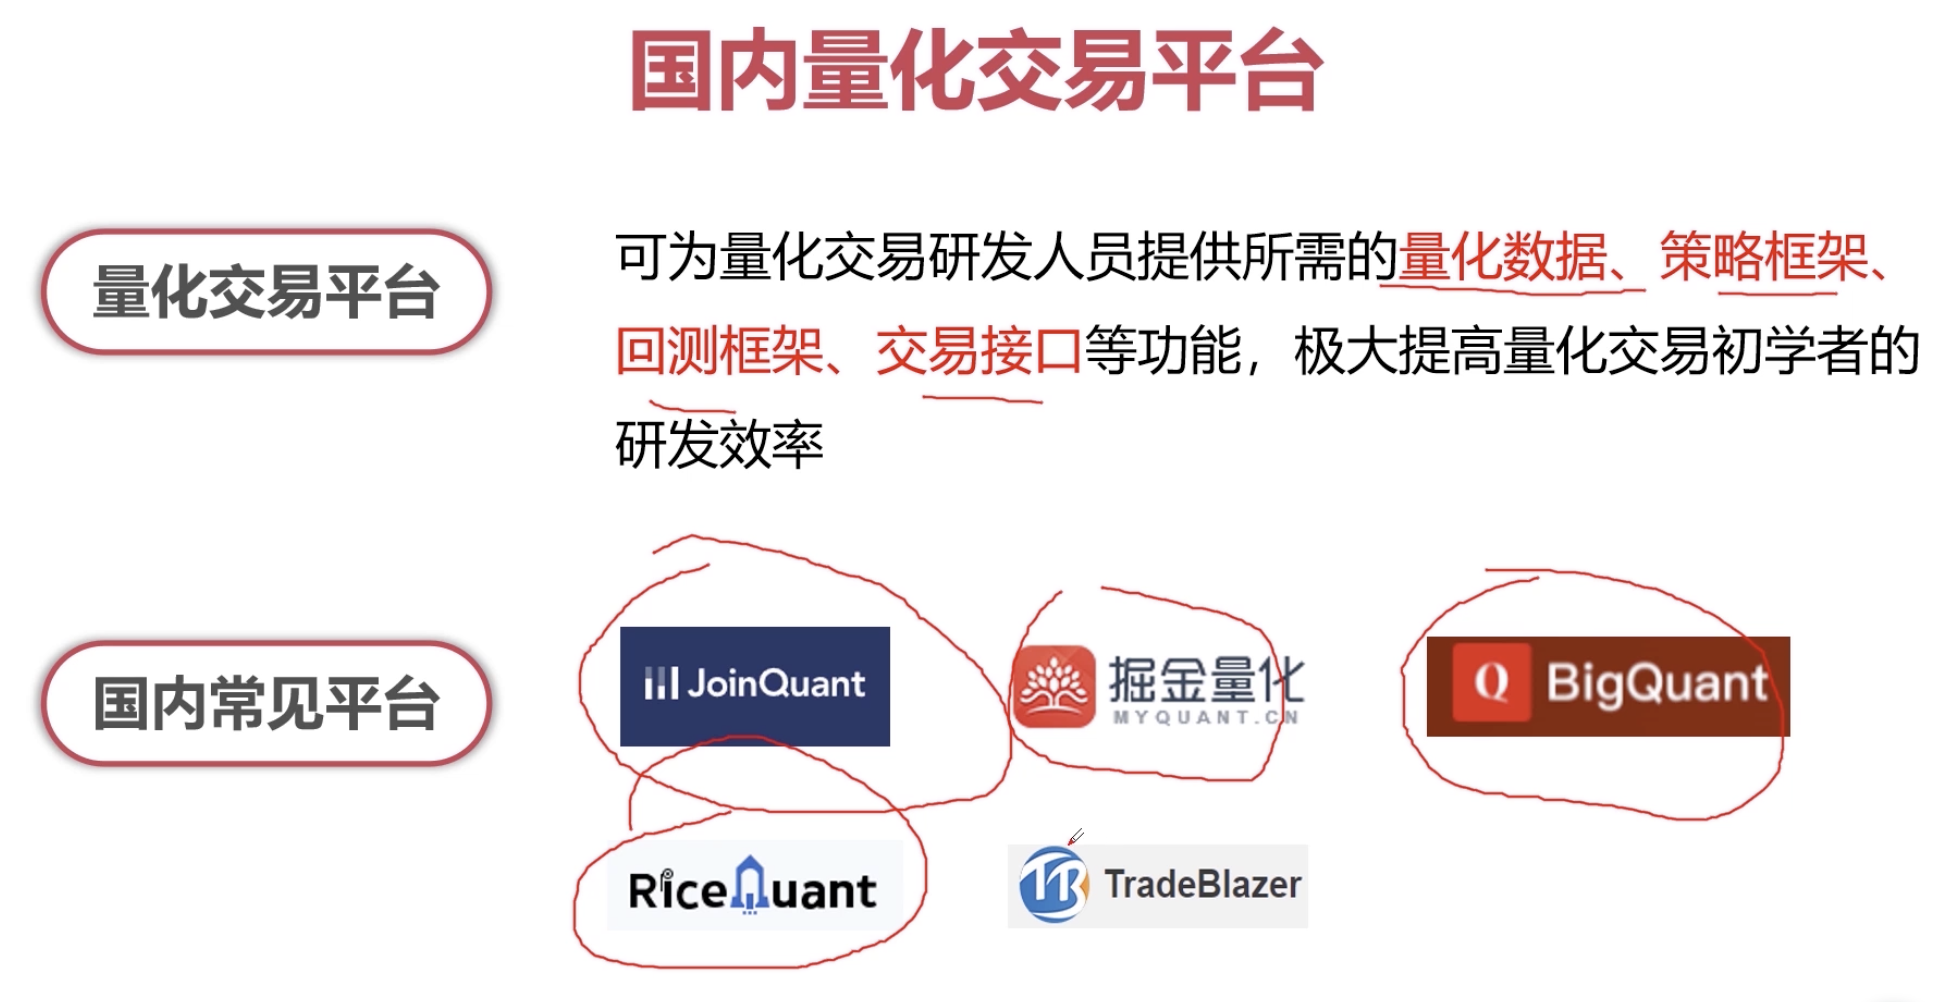 国内量化交易平台
量化交易平台
可为量化交易研发人员提供所需的量化数据、策略框架、
回测框架、交易接口等功能，极大提高量化交易初学者的
研发效率
国内常见平台
JoinQuant
掘金量化
MYQUANT.CN
Q BigQuant
RiceQuant
TB TradeBlazer